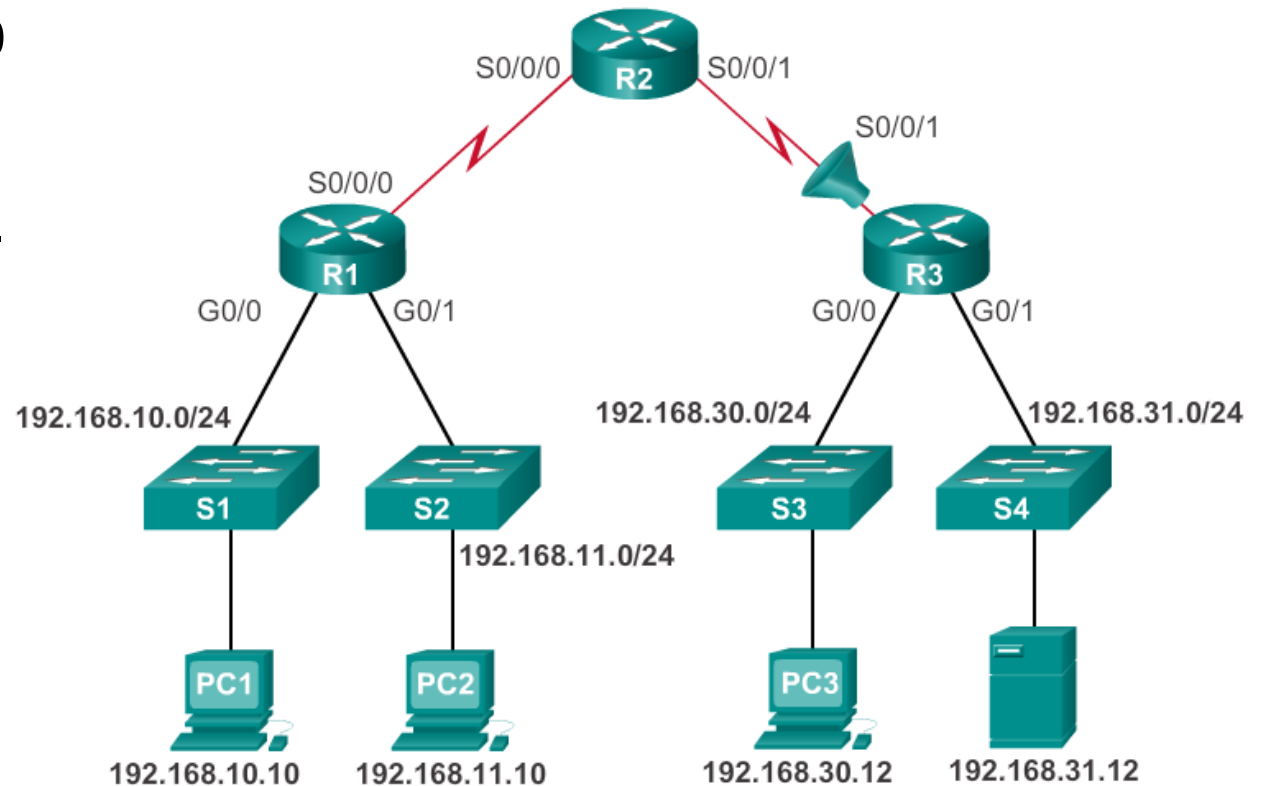 R2
S0/0/0
S0/0/1
S0/0/1
S0/0/0
R1
R3
G0/0
G0/1
G0/0
G0/1
192.168.10.0/24
192.168.30.0/24
192.168.31.0/24
S1
S2
S3
S4
192.168.11.0/24
PC1
PC2
PC3
192.168.10.10
192.168.11.10
192.168.30.12
192.168.31.12